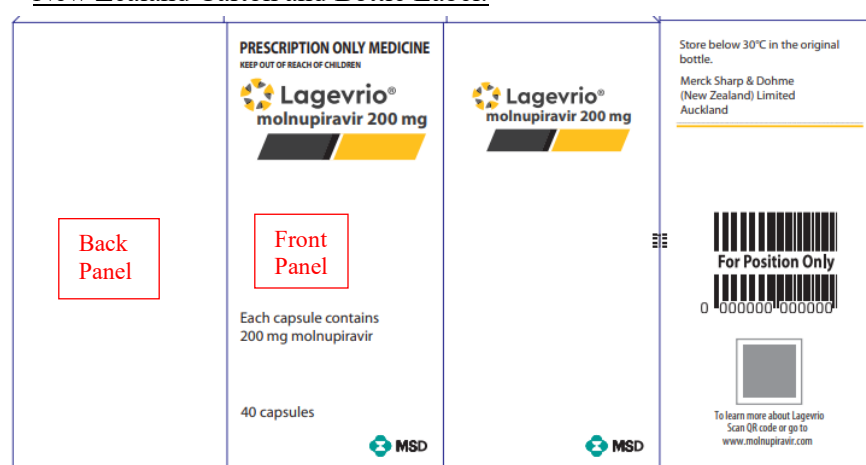 New Zealand Carton and Bottle Label:
Back
Panel
PRESCRIPTION ONLY MEDICINE
KEEP OUT OF REACH OF CHILDREN
Lagevrio®
molnupiravir 200 mg
Front
Panel
Each capsule contains
200 mg molnupiravir
40 capsules
MSD
Lagevrio®
molnupiravir 200 mg
MSD
Store below 30°C in the original
bottle.
Merck Sharp & Dohme
(New Zealand) Limited
Auckland
For Position Only
0 000000 000000
To learn more about Lagevrio
Scan QR code or go to
www.molnupiravir.com